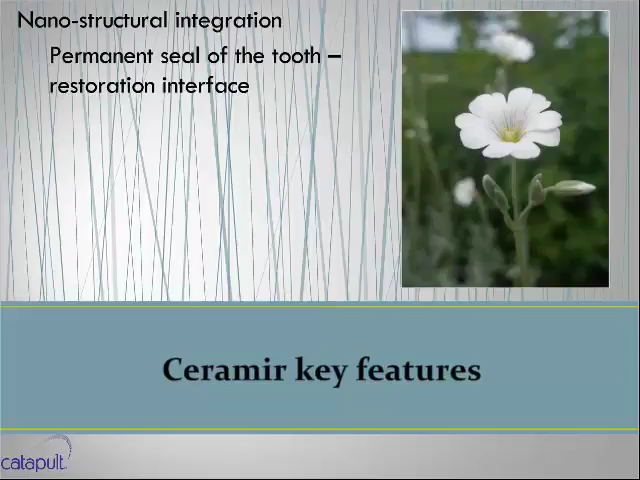 Nano-structural integration
Permanent seal of the tooth –
restoration interface
Ceramir key features
catapult